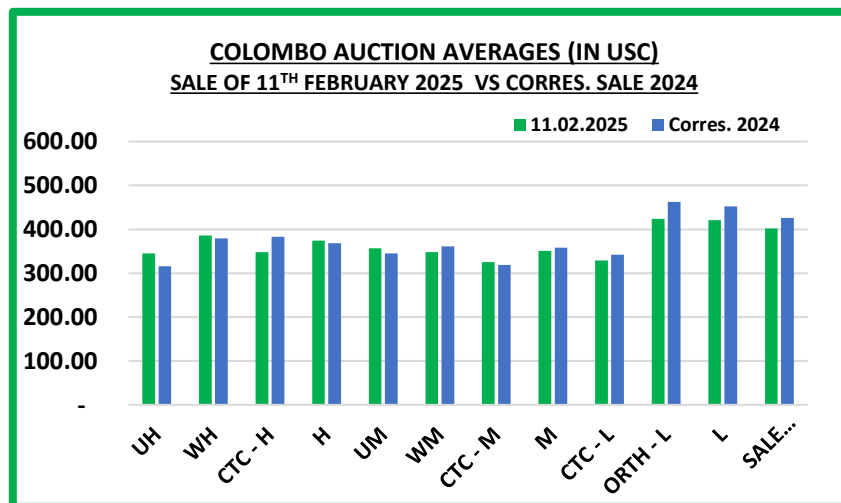 COLOMBO AUCTION AVERAGES (IN USC)
SALE OF 11TH FEBRUARY 2025 VS CORRES. SALE 2024
11.02.2025 Corres. 2024
600.00
500.00
400.00
300.00
200.00
100.00
-
UH WH CTC - H H UM WM CTC - M M CTC - L ORTH - L L SALE...